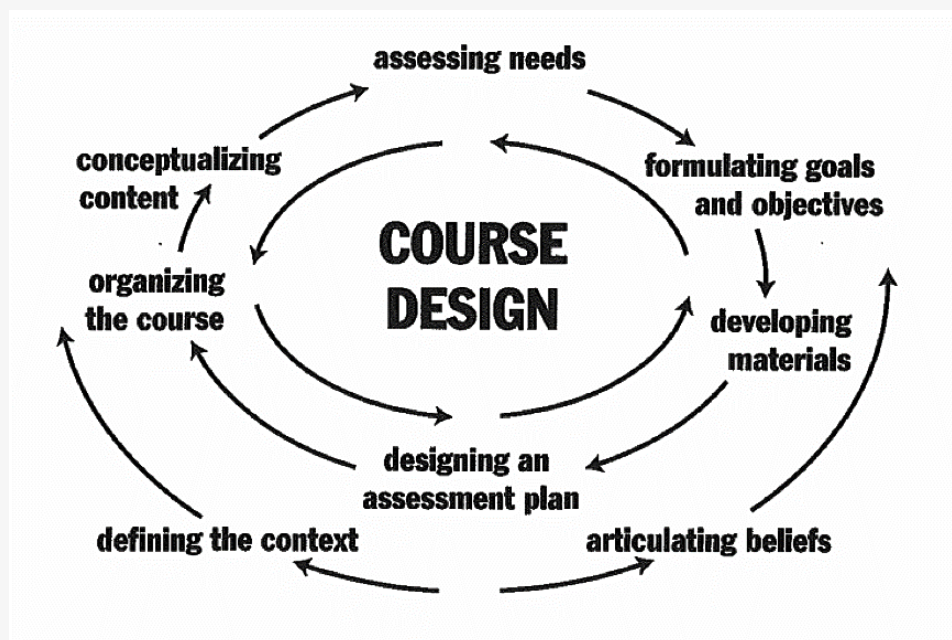 assessing needs
conceptualizing
content
formulating goals
and objectives
COURSE
DESIGN
organizing
the course
developing
materials
designing an
assessment plan
defining the context
articulating beliefs